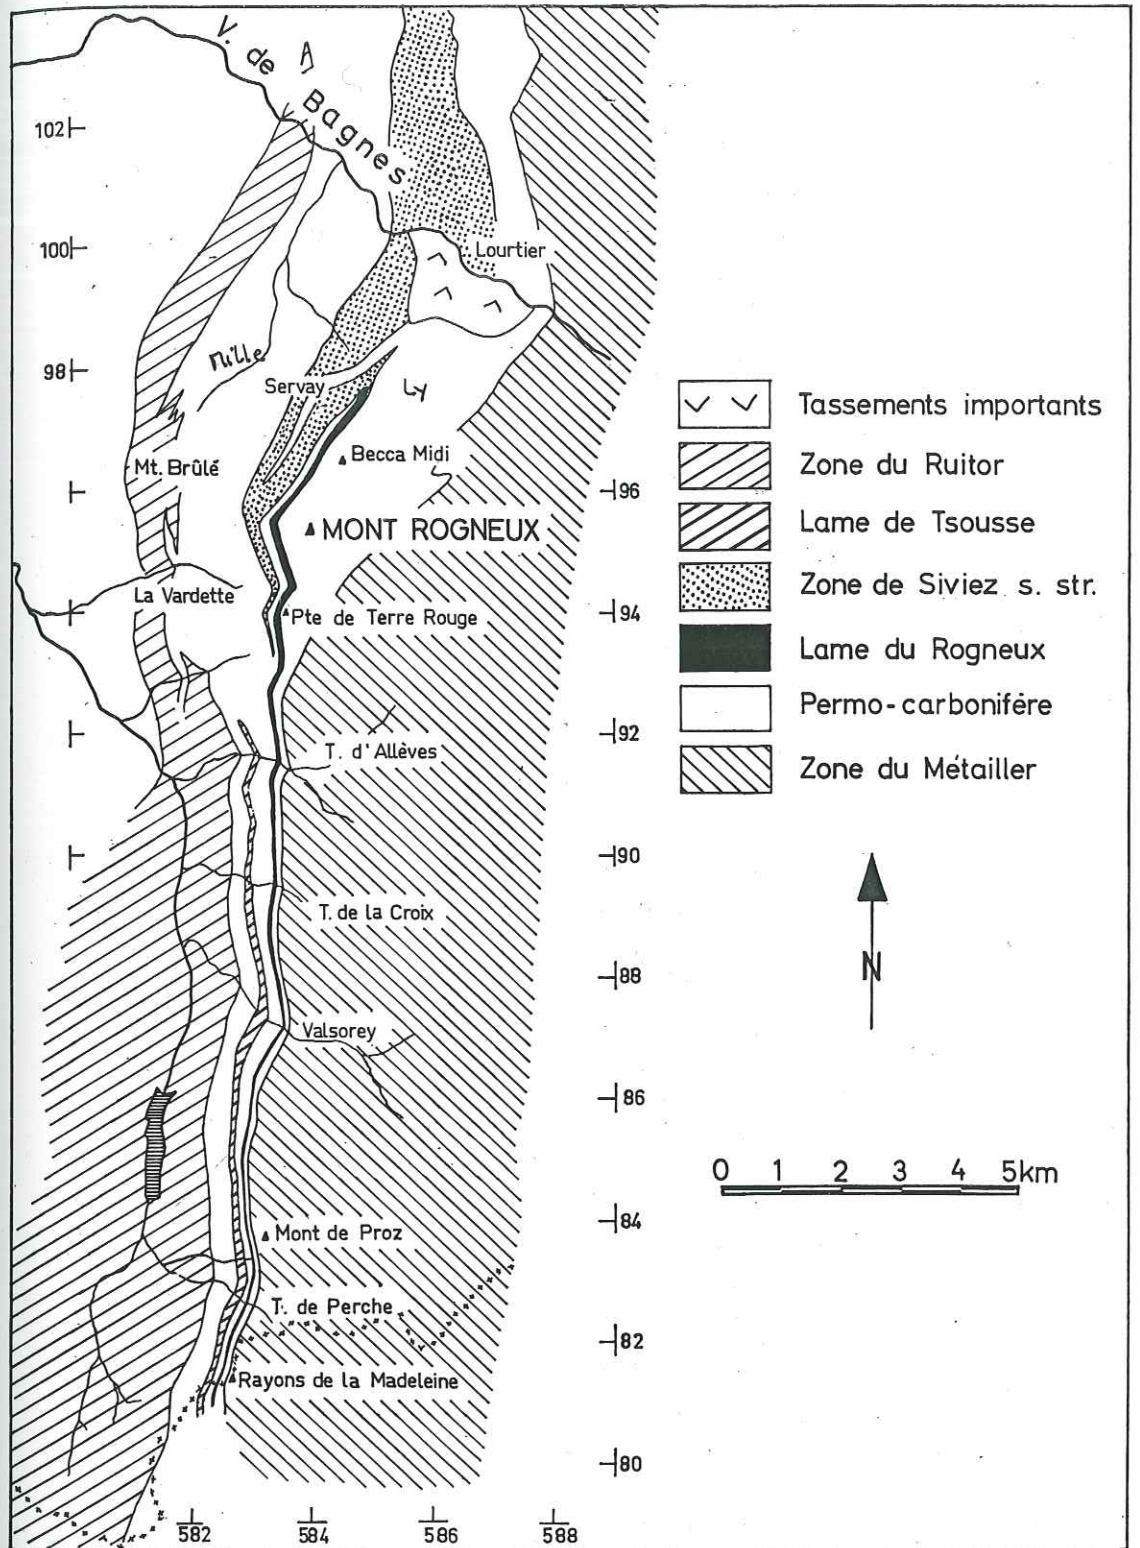 V. de Bagnes
102
100
Lourtier
98
Mille
Servay
Becca Midi
Mt. Brûlé
96
MONT ROGNEUX
La Vardette
94
Pte de Terre Rouge
92
T. d'Allèves
90
T. de la Croix
88
Valsorey
86
84
Mont de Proz
T. de Perche
82
Rayons de la Madeleine
80
582
584
586
588
Tassements importants
Zone du Ruitor
Lame de Tsousse
Zone de Siviez s. str.
Lame du Rogneux
Permo-carbonifére
Zone du Métailler
N
0 1 2 3 4 5km